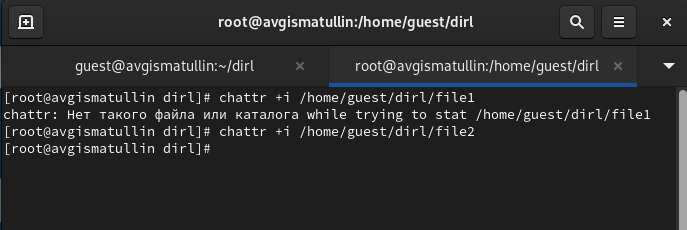 root@avgismatullin:/home/guest/dirl
guest@avgismatullin:~/dirl
root@avgismatullin:/home/guest/dirl
[root@avgismatullin dirl]# chattr +i /home/guest/dirl/file1
chattr: Нет такого файла или каталога while trying to stat /home/guest/dirl/file1
[root@avgismatullin dirl]# chattr +i /home/guest/dirl/file2
[root@avgismatullin dirl]#